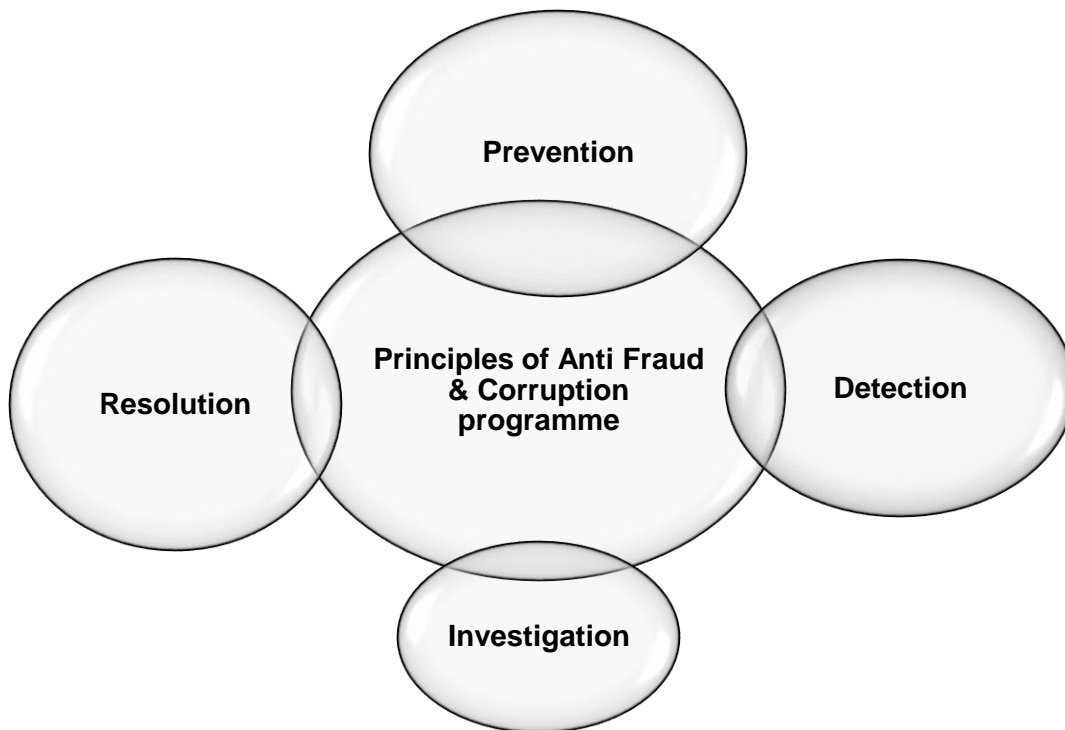 Prevention
Principles of Anti Fraud
& Corruption
programme
Resolution
Detection
Investigation